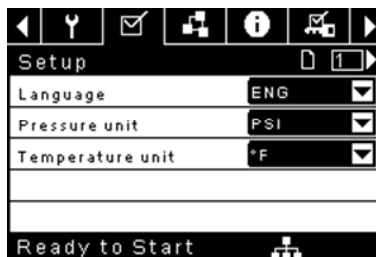 Setup 1
Language ENG
Pressure unit PSI
Temperature unit °F
Ready to Start